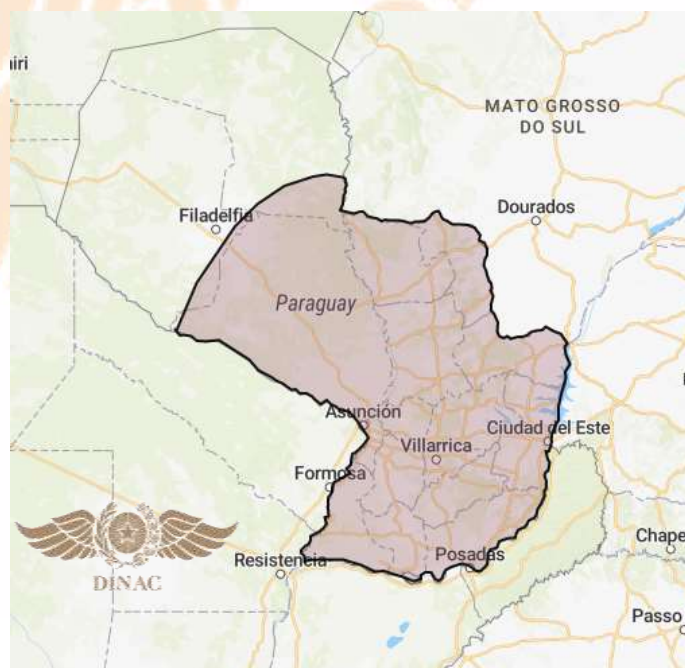 iri
MATO GROSSO
DO SUL
Filadelfia
Dourados
Paraguay
Asunción
Ciudad del Este
Villarrica
Formosa
DINAC
Resistencia
Posadas
Chape
Passo